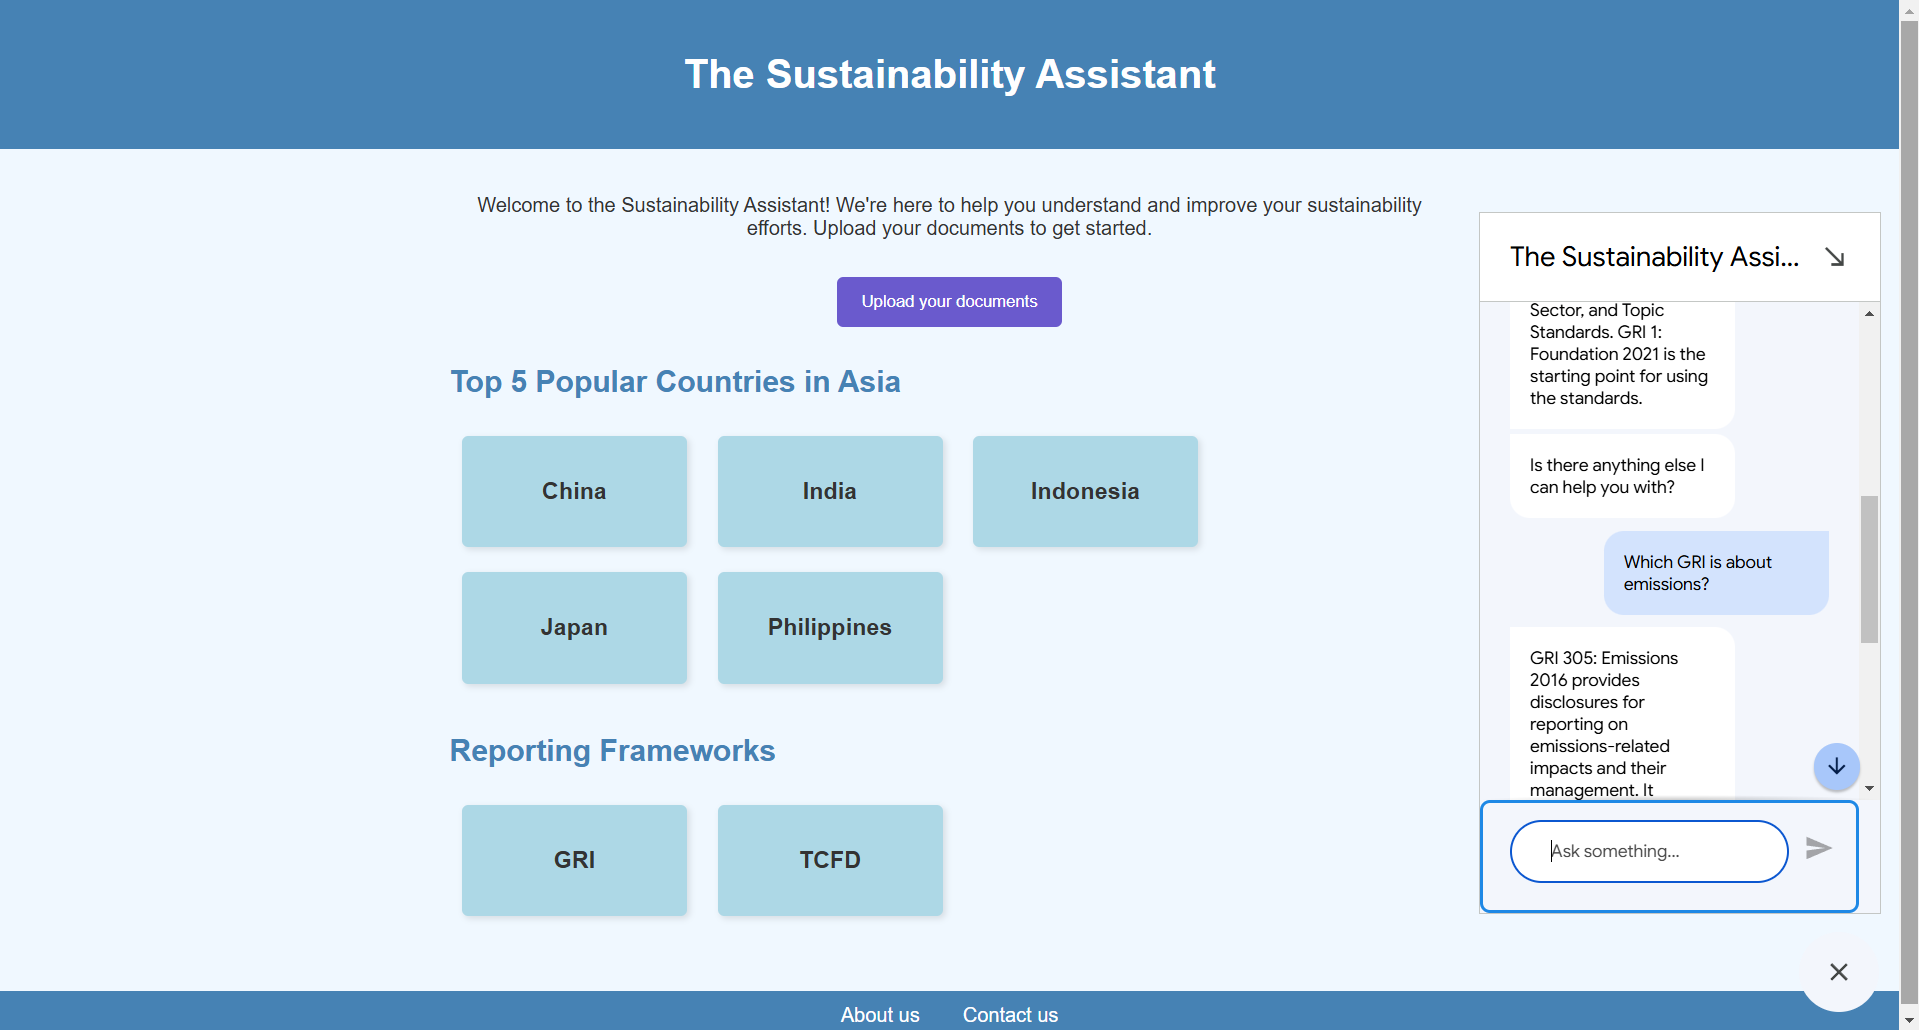 The Sustainability Assistant
Welcome to the Sustainability Assistant! We're here to help you understand and improve your sustainability
efforts. Upload your documents to get started.
Upload your documents
Top 5 Popular Countries in Asia
China
India
Indonesia
Japan
Philippines
Reporting Frameworks
GRI
TCFD
About us
Contact us
The Sustainability Assi...
Sector, and Topic
Standards. GRI 1:
Foundation 2021 is the
starting point for using
the standards.
Is there anything else I
can help you with?
Which GRI is about
emissions?
GRI 305: Emissions
2016 provides
disclosures for
reporting on
emissions-related
impacts and their
management. It
Ask something...